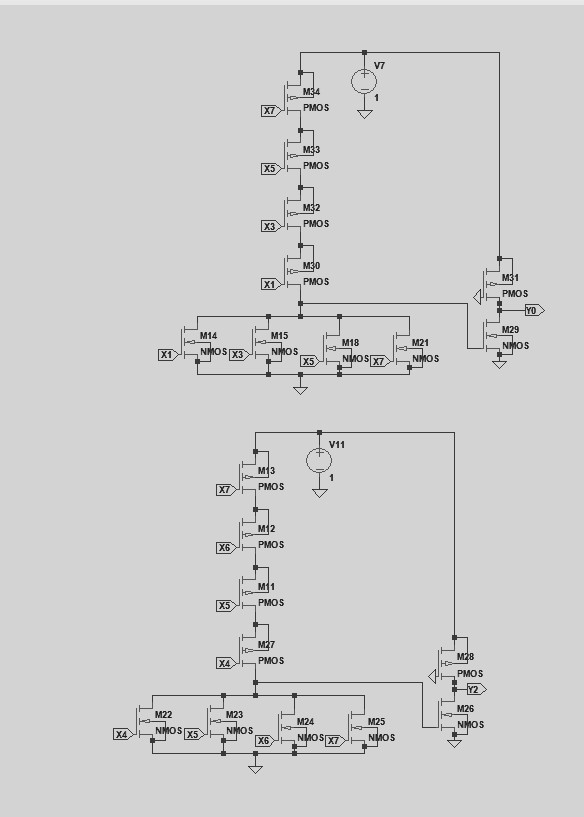 V7
M34
X7
1
PMOS
M33
X5
PMOS
M32
X3
PMOS
M30
X1
PMOS
M31
PMOS
Y0
M29
NMOS
M14
X1
NMOS
M15
X3
NMOS
M18
X5
NMOS
M21
X7
NMOS
V11
M13
X7
1
PMOS
M12
X6
PMOS
M11
X5
PMOS
M27
X4
PMOS
M28
PMOS
Y2
M26
NMOS
M22
X4
NMOS
M23
X5
NMOS
M24
X6
NMOS
M25
X7
NMOS